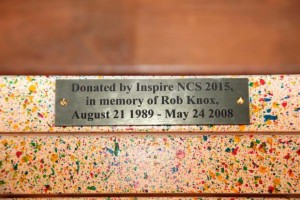 Donated by Inspire NCS 2015,
in memory of Rob Knox,
August 21 1989 - May 24 2008